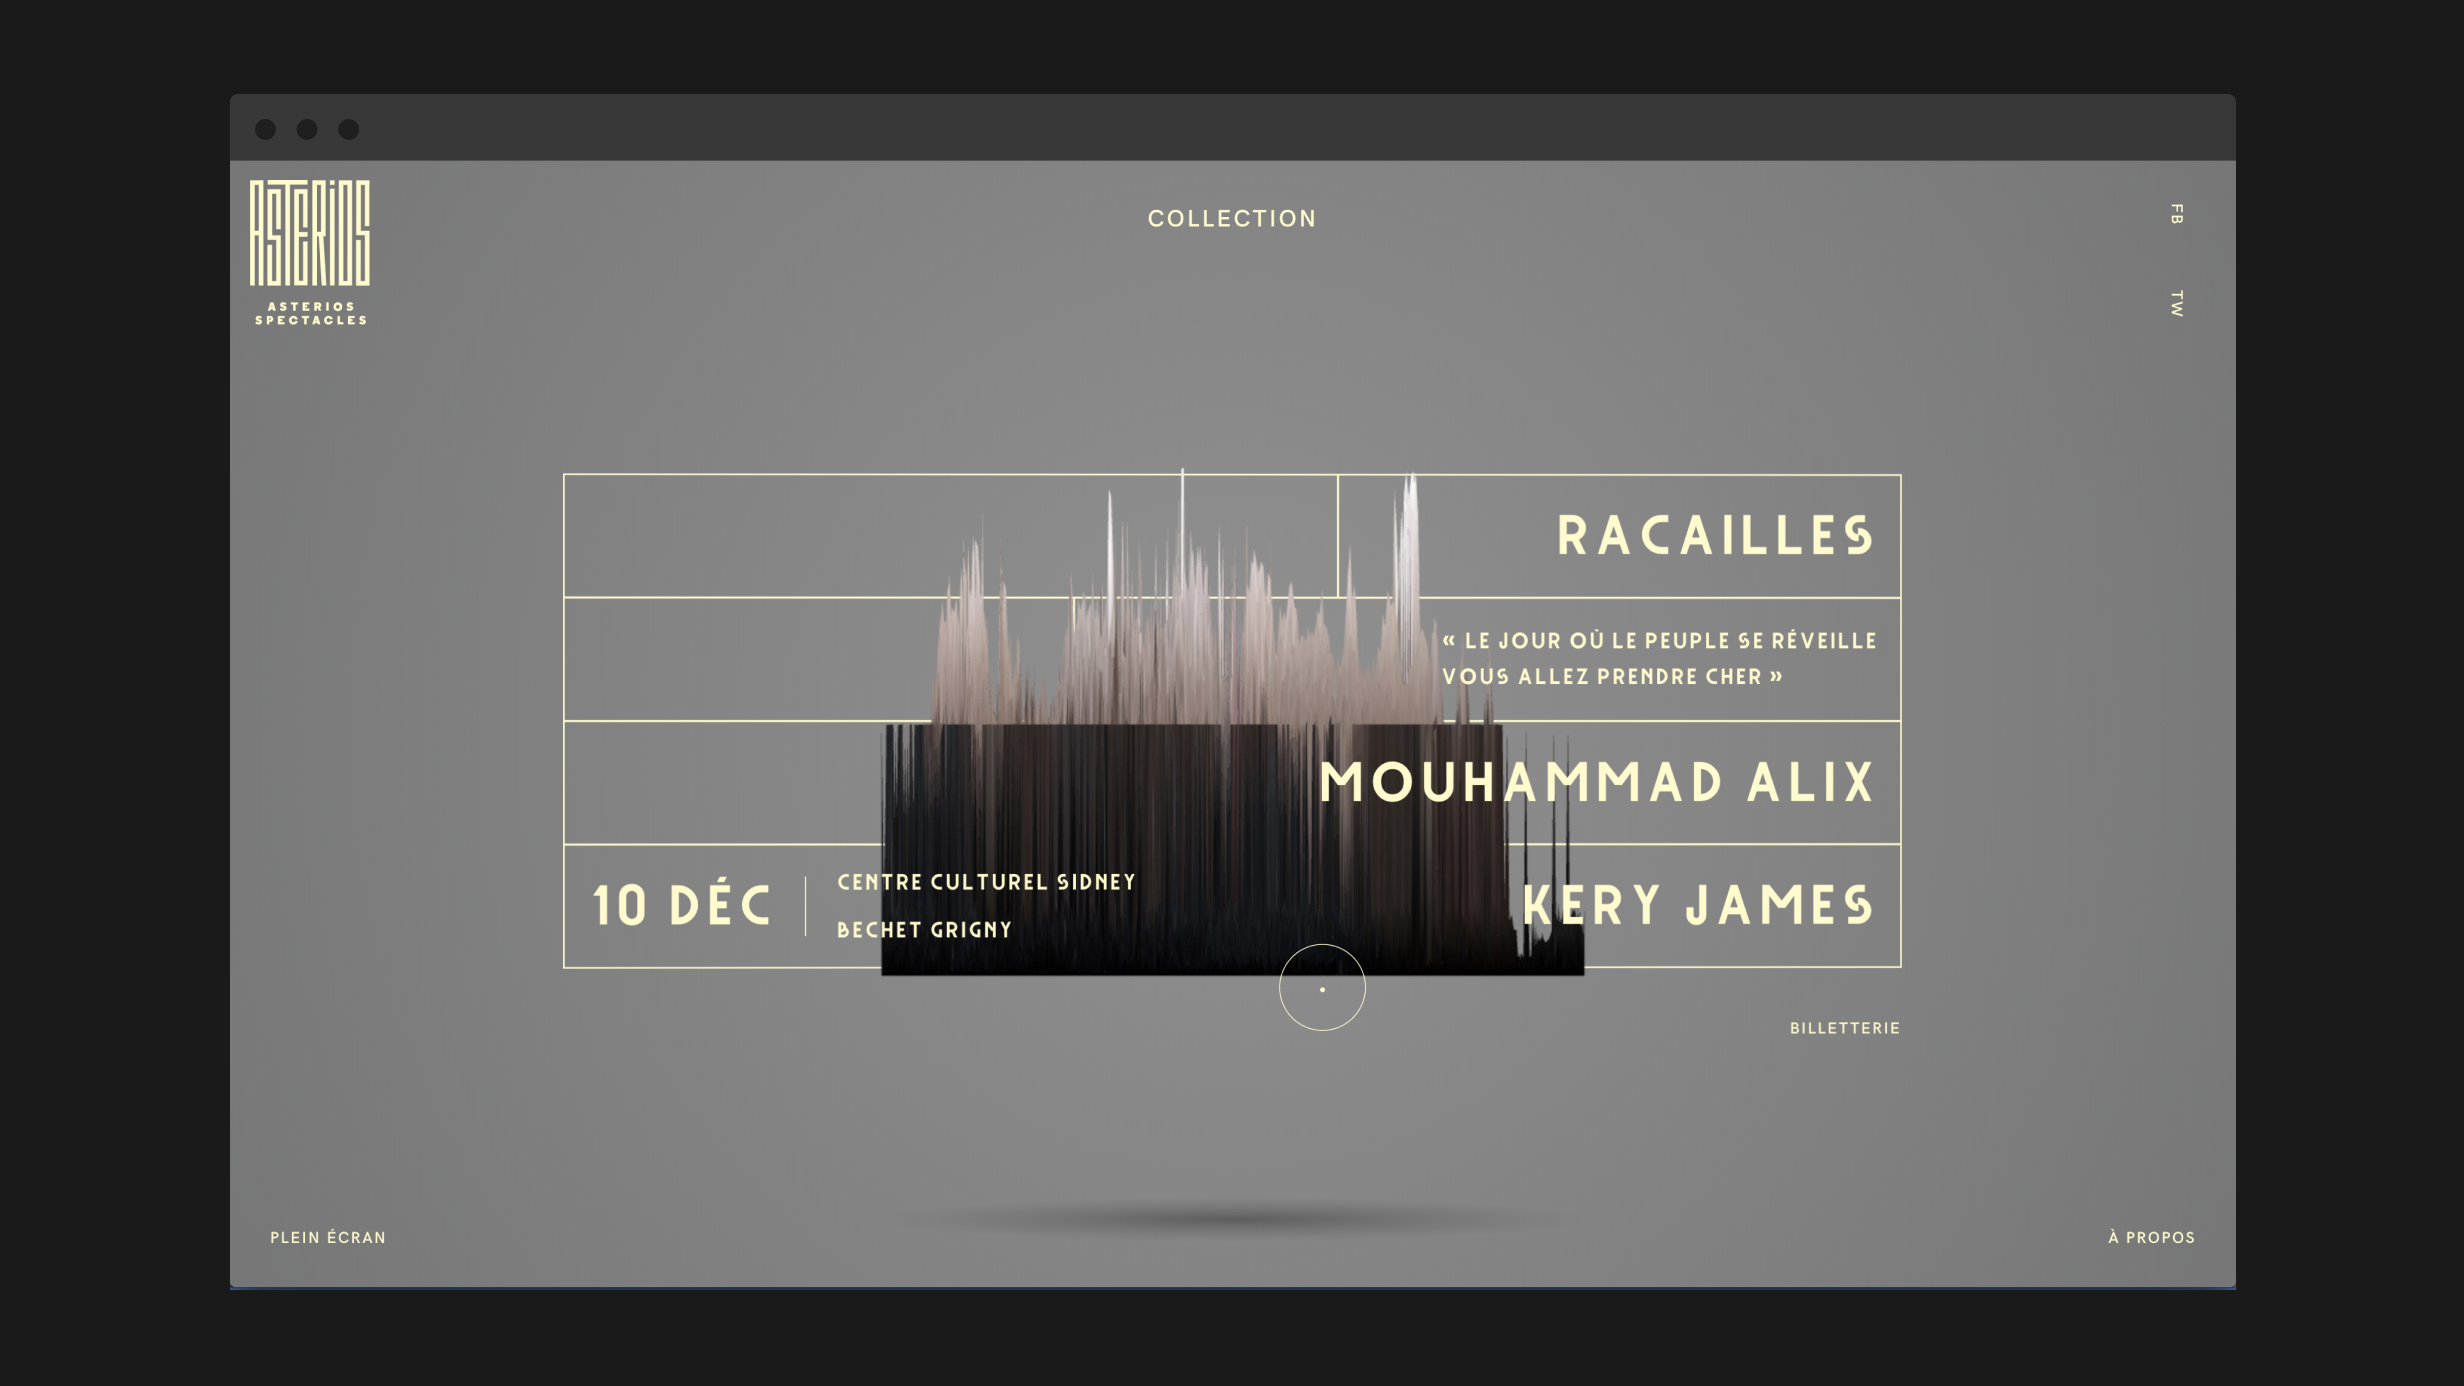 ASTERIOS
ASTERIOS
SPECTACLES
COLLECTION
FB
TW
RACAILLES
« LE JOUR OÙ LE PEUPLE SE RÉVEILLE
VOUS ALLEZ PRENDRE CHER »
MOUHAMMAD ALIX
10 DÉC
CENTRE CULTUREL SIDNEY
BECHET GRIGNY
KERY JAMES
BILLETTERIE
PLEIN ÉCRAN
À PROPOS